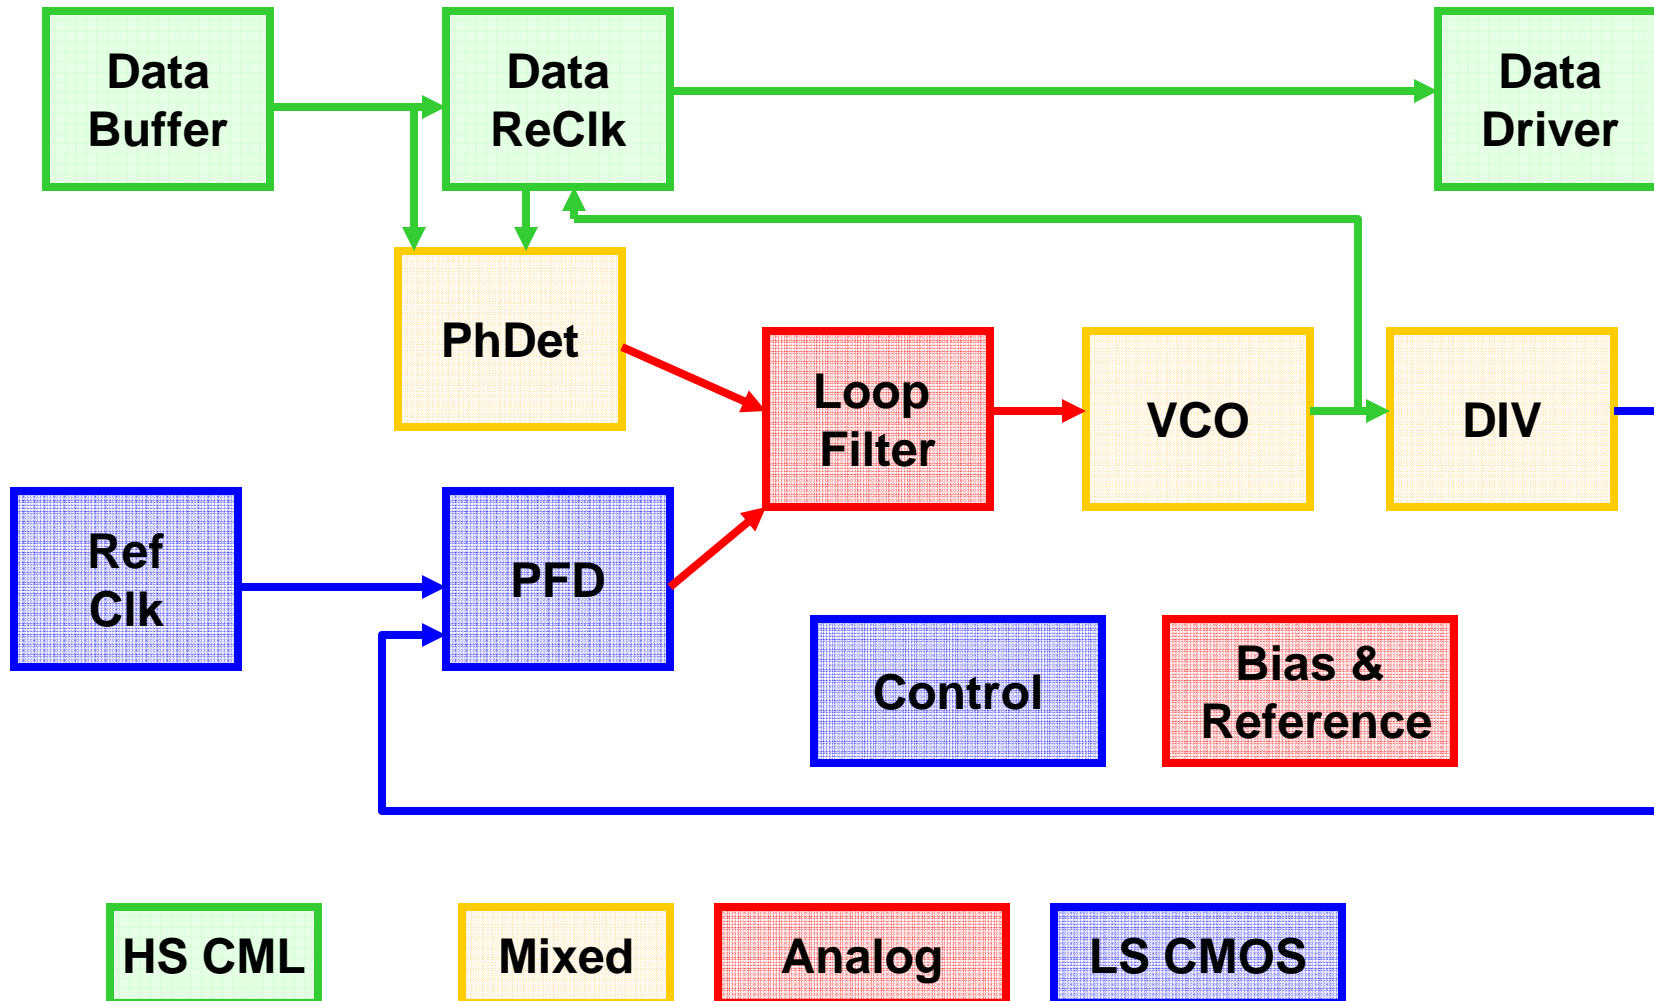 Data
Buffer
Data
ReClk
Data
Driver
PhDet
Loop
Filter
VCO
DIV
Ref
Clk
PFD
Control
Bias &
Reference
HS CML
Mixed
Analog
LS CMOS